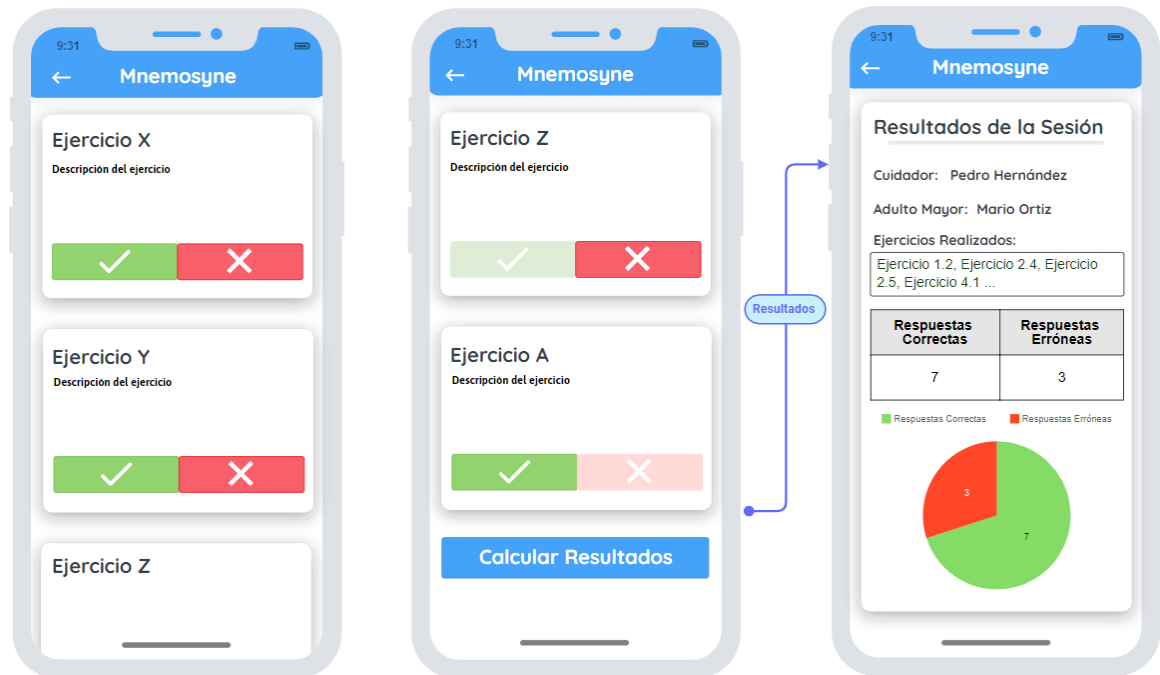 9:31
Mnemosyne
Ejercicio X
Descripción del ejercicio
Ejercicio Y
Descripción del ejercicio
Ejercicio Z
9:31
Mnemosyne
Ejercicio Z
Descripción del ejercicio
Ejercicio A
Descripción del ejercicio
Calcular Resultados
Resultados
9:31
Mnemosyne
Resultados de la Sesión
Cuidador: Pedro Hernández
Adulto Mayor: Mario Ortiz
Ejercicios Realizados:
Ejercicio 1.2, Ejercicio 2.4, Ejercicio
2.5, Ejercicio 4.1 ...
Respuestas Respuestas
Correctas Erróneas
7 3
Respuestas Correctas Respuestas Erróneas
3
7